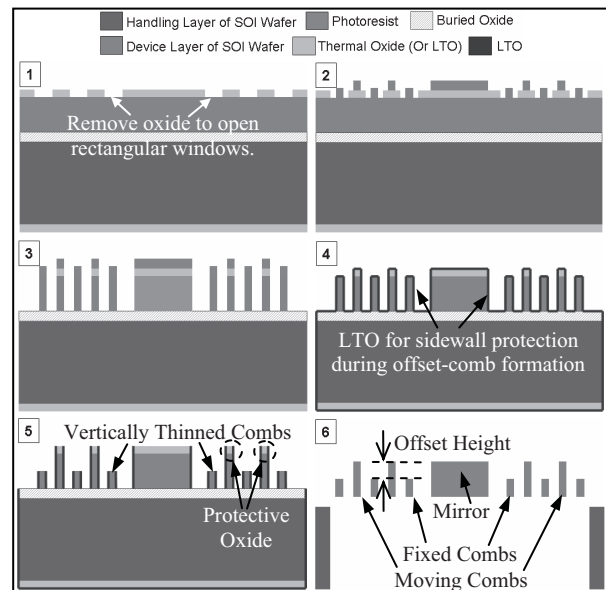 Handling Layer of SOI Wafer Photoresist Buried Oxide
Device Layer of SOI Wafer Thermal Oxide (Or LTO) LTO
1
Remove oxide to open
rectangular windows.
2
3
4
LTO for sidewall protection
during offset-comb formation
5
Vertically Thinned Combs
Protective
Oxide
6
Offset Height
Mirror
Fixed Combs
Moving Combs